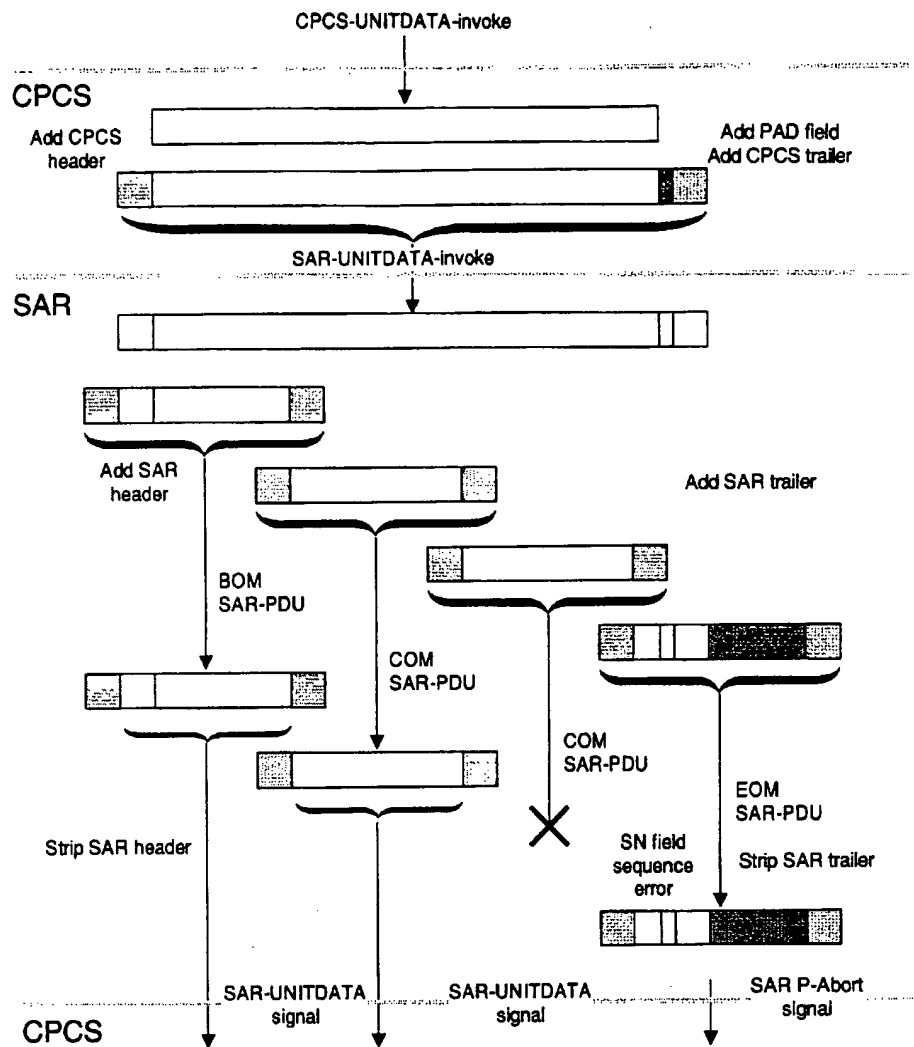 CPCS-UNITDATA-invoke
CPCS
Add CPCS
header
Add PAD field
Add CPCS trailer
SAR-UNITDATA-invoke
SAR
Add SAR
header
Add SAR trailer
BOM
SAR-PDU
COM
SAR-PDU
COM
SAR-PDU
EOM
SAR-PDU
Strip SAR header
SN field
sequence
error
Strip SAR trailer
SAR-UNITDATA
signal
SAR-UNITDATA
signal
SAR P-Abort
signal
CPCS